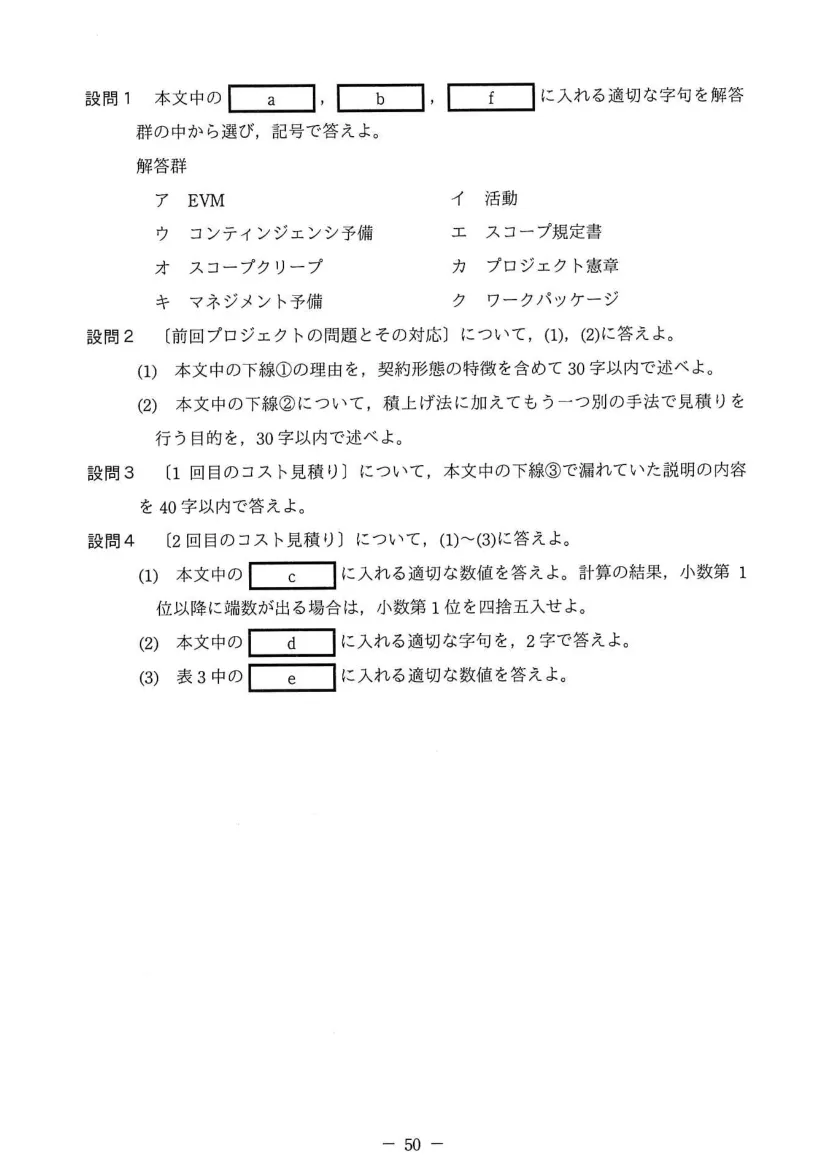 設問1 本文中の a , b , f に入れる適切な字句を解答
群の中から選び，記号で答えよ。
解答群
ア EVM イ 活動
ウ コンティンジェンシ予備 エ スコープ規定書
オ スコープクリープ カ プロジェクト憲章
キ マネジメント予備 ク ワークパッケージ
設問2 〔前回プロジェクトの問題とその対応〕について，(1)，(2)に答えよ。
(1) 本文中の下線①の理由を，契約形態の特徴を含めて30字以内で述べよ。
(2) 本文中の下線②について，積上げ法に加えてもう一つ別の手法で見積りを
行う目的を，30字以内で述べよ。
設問3 〔1回目のコスト見積り〕について，本文中の下線③で漏れていた説明の内容
を40字以内で答えよ。
設問4 〔2回目のコスト見積り〕について，(1)～(3)に答えよ。
(1) 本文中の c に入れる適切な数値を答えよ。計算の結果，小数第1
位以降に端数が出る場合は，小数第1位を四捨五入せよ。
(2) 本文中の d に入れる適切な字句を，2字で答えよ。
(3) 表3中の e に入れる適切な数値を答えよ。
－ 50 －